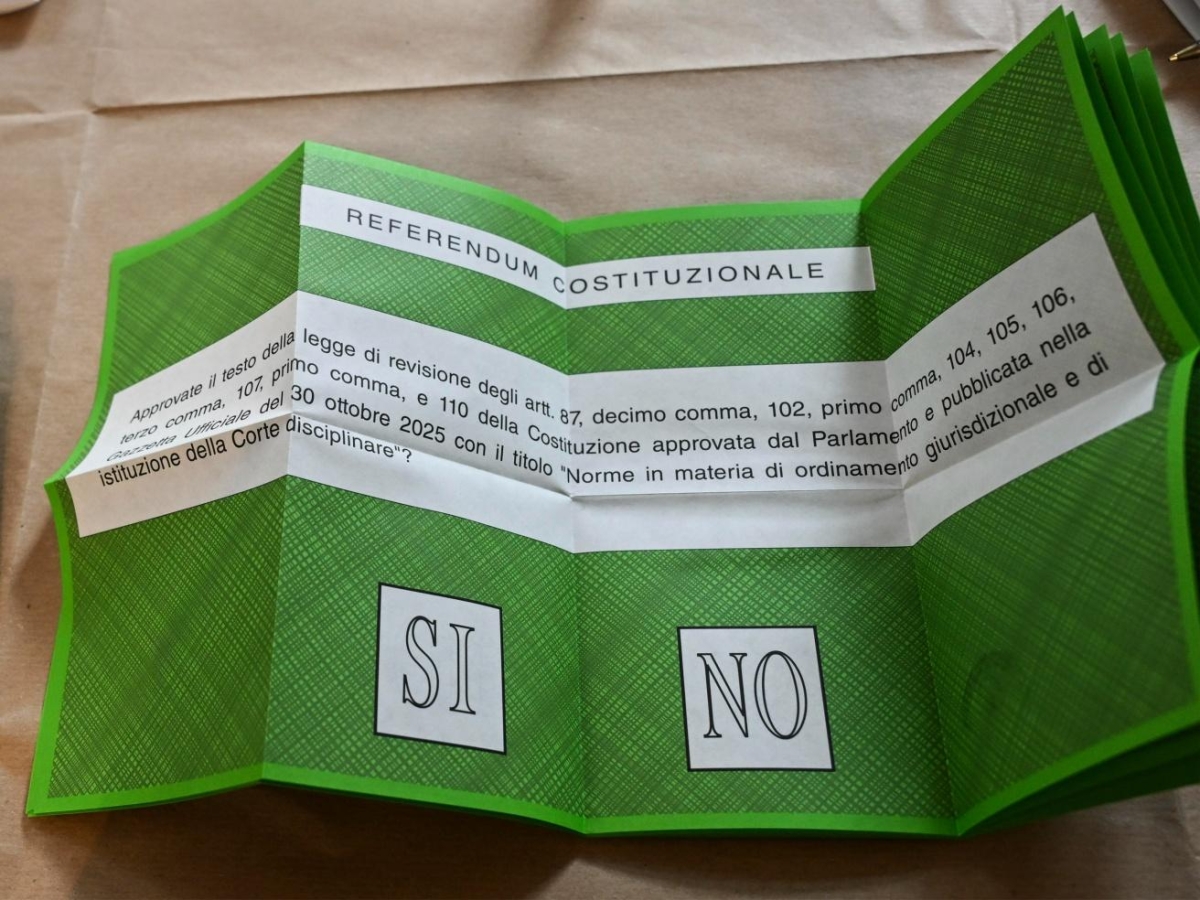 REFERENDUM COSTITUZIONALE
Approvate il testo della legge di revisione degli artt. 87, decimo comma, 102, primo comma, 104, 105, 106,
terzo comma, 107, primo comma, e 110 della Costituzione approvata dal Parlamento e pubblicata nella
Gazzetta Ufficiale del 30 ottobre 2025 con il titolo "Norme in materia di ordinamento giurisdizionale e di
istituzione della Corte disciplinare"?
SI
NO